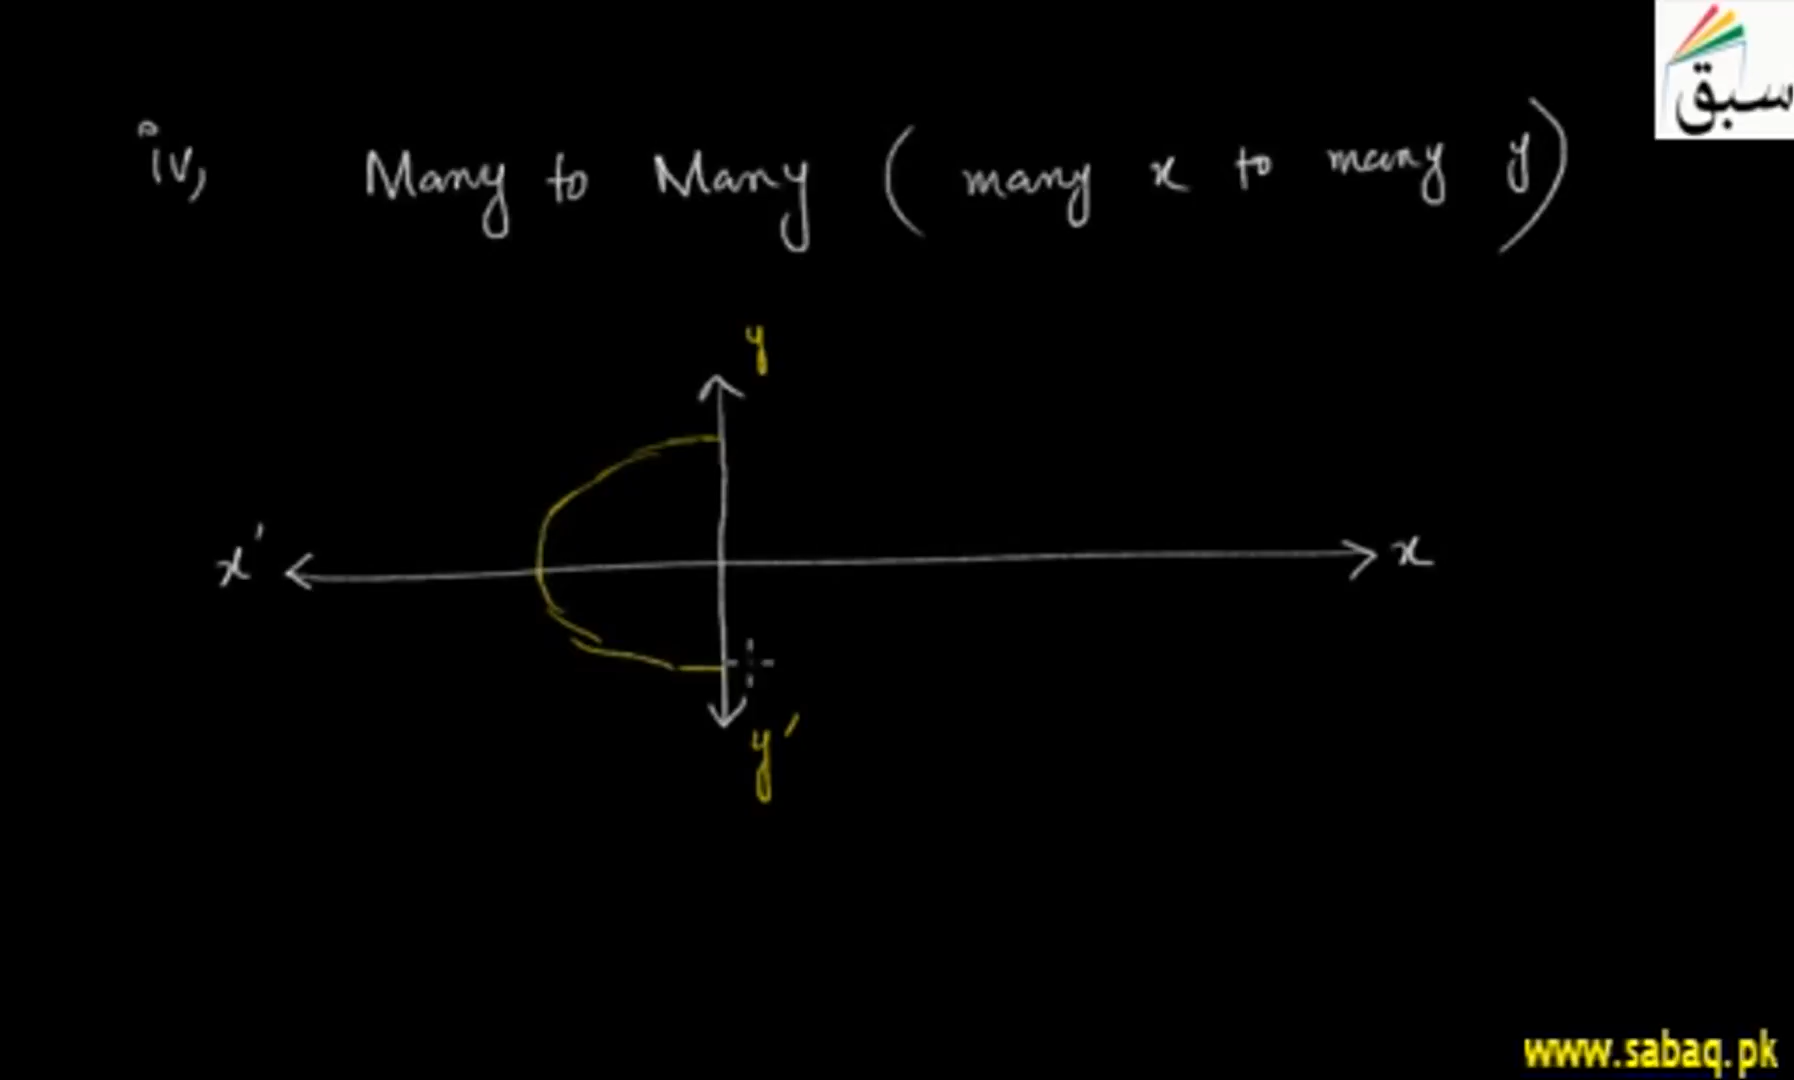 سبق
iv, Many to Many ( many x to many y )
y
x' x
y'
www.sabaq.pk